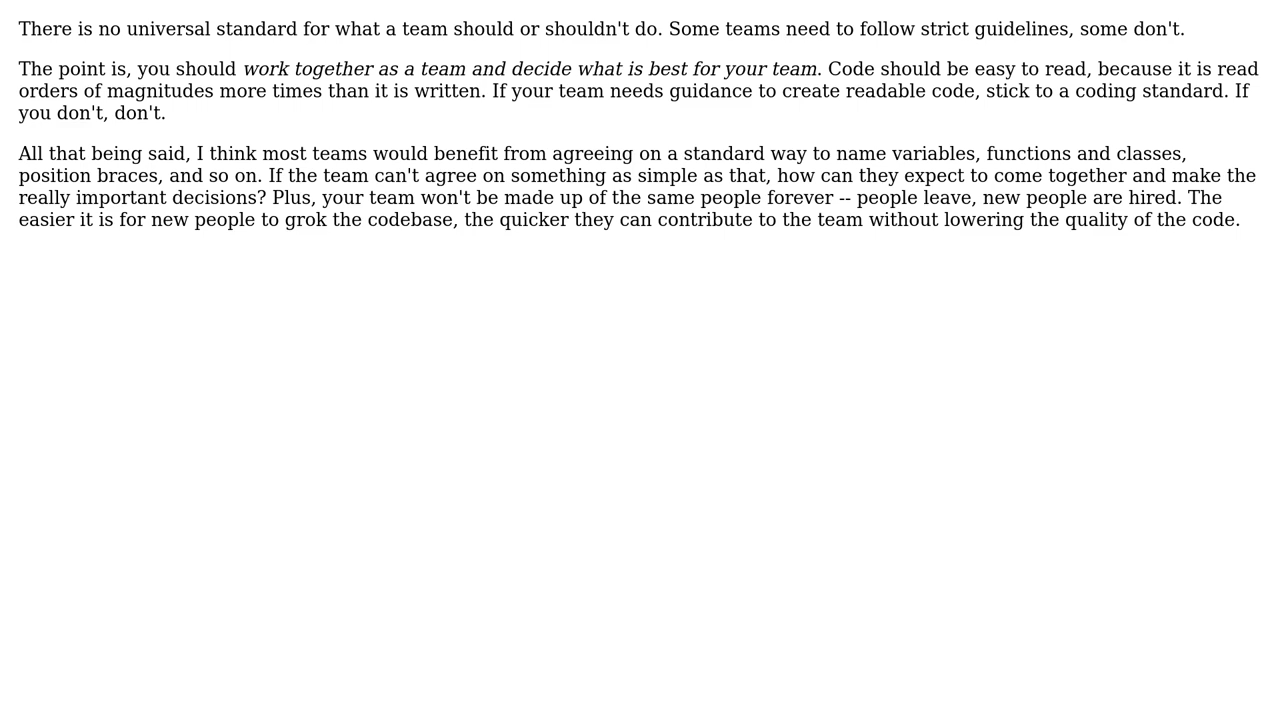 There is no universal standard for what a team should or shouldn't do. Some teams need to follow strict guidelines, some don't.
The point is, you should work together as a team and decide what is best for your team. Code should be easy to read, because it is read
orders of magnitudes more times than it is written. If your team needs guidance to create readable code, stick to a coding standard. If
you don't, don't.
All that being said, I think most teams would benefit from agreeing on a standard way to name variables, functions and classes,
position braces, and so on. If the team can't agree on something as simple as that, how can they expect to come together and make the
really important decisions? Plus, your team won't be made up of the same people forever -- people leave, new people are hired. The
easier it is for new people to grok the codebase, the quicker they can contribute to the team without lowering the quality of the code.